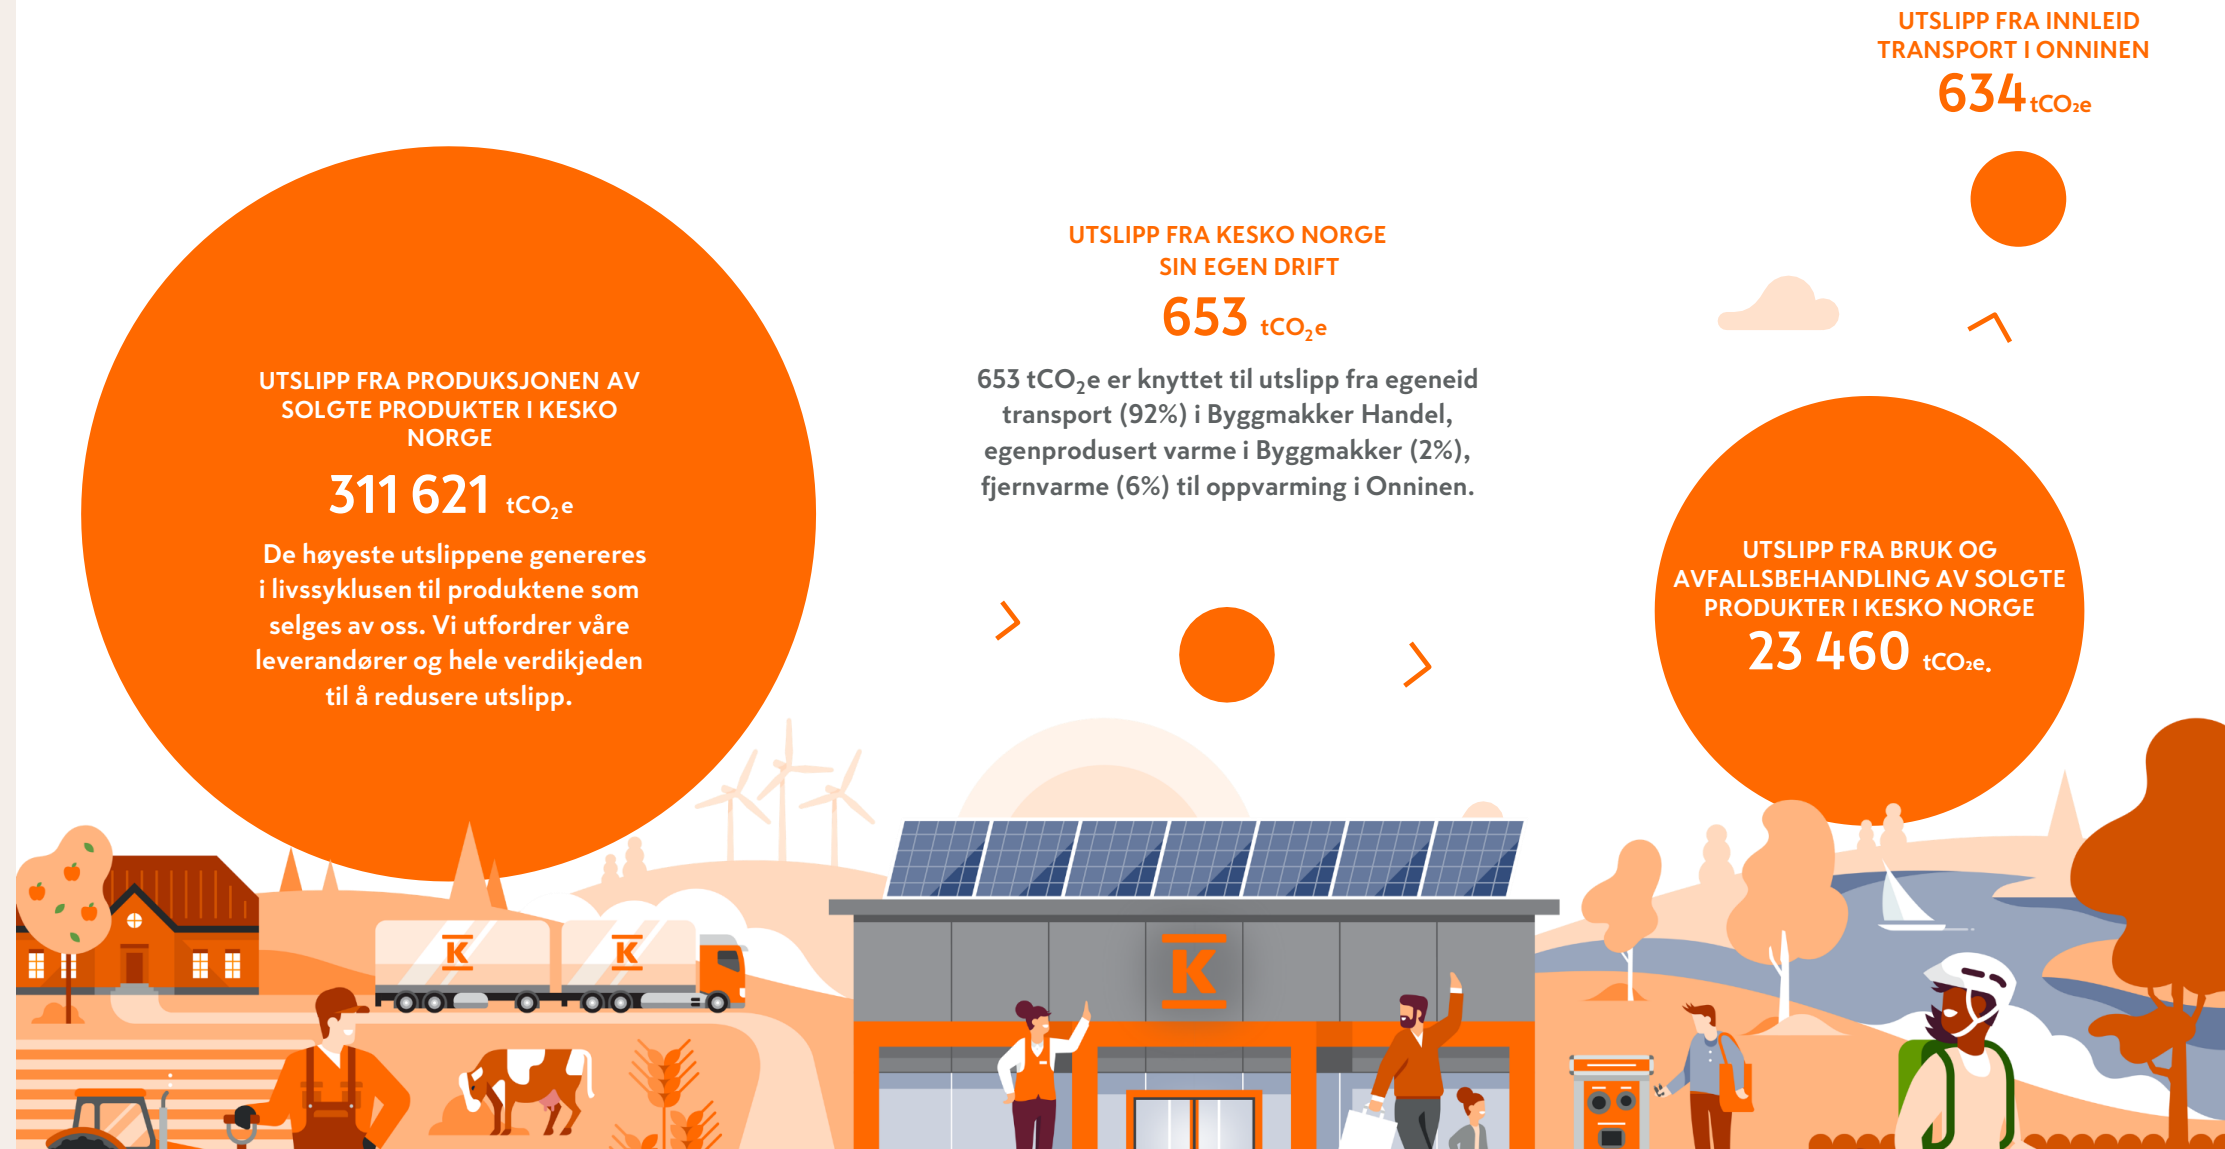 UTSLIPP FRA INNLEID
TRANSPORT I ONNINEN
634 tCO₂e
UTSLIPP FRA KESKO NORGE
SIN EGEN DRIFT
653 tCO₂e
653 tCO₂e er knyttet til utslipp fra egeneid
transport (92%) i Byggmakker Handel,
egenprodusert varme i Byggmakker (2%),
fjernvarme (6%) til oppvarming i Onninen.
UTSLIPP FRA PRODUKSJONEN AV
SOLGTE PRODUKTER I KESKO
NORGE
311 621 tCO₂e
De høyeste utslippene genereres
i livssyklusen til produktene som
selges av oss. Vi utfordrer våre
leverandører og hele verdikjeden
til å redusere utslipp.
UTSLIPP FRA BRUK OG
AVFALLSBEHANDLING AV SOLGTE
PRODUKTER I KESKO NORGE
23 460 tCO₂e.
K
K
K